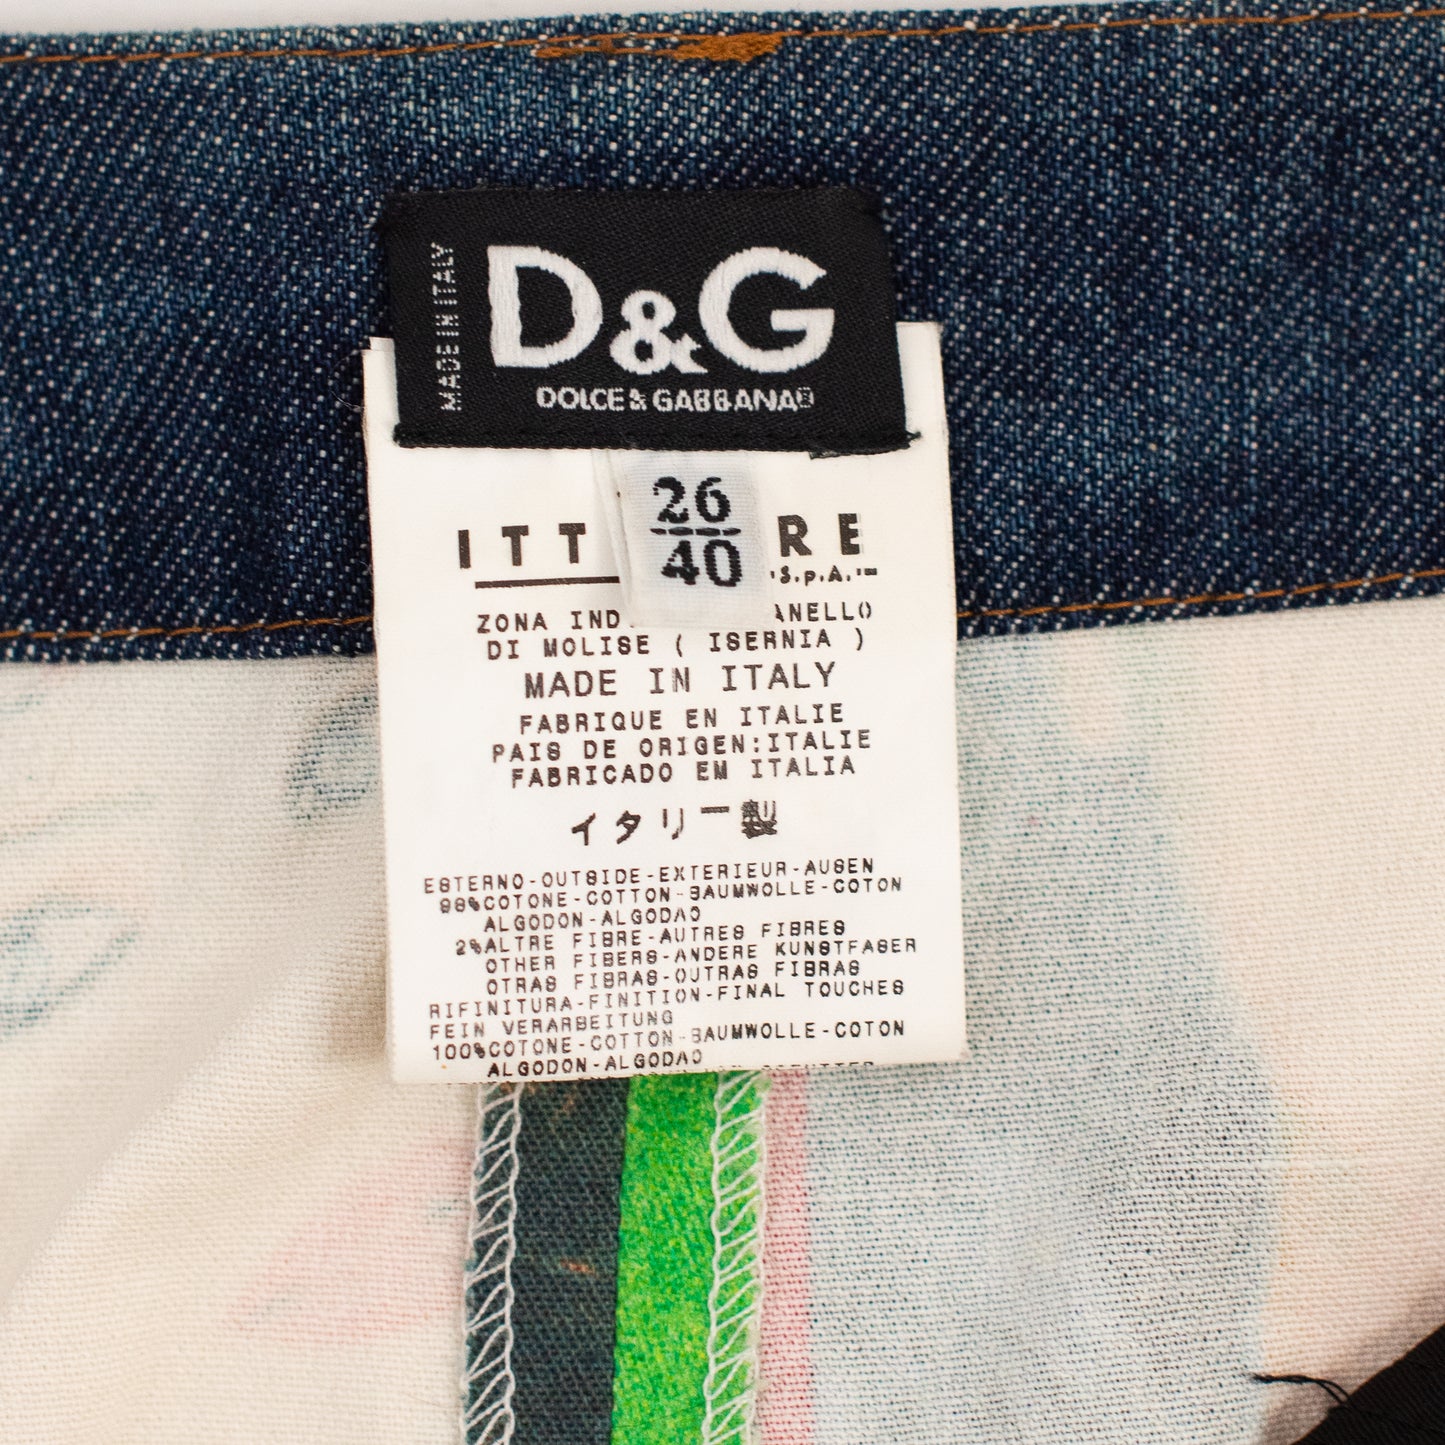 MADE IN ITALY
D&G
DOLCE & GABBANA®
26
40
ITT RE
S.p.A.
ZONA IND. ANELLO
DI MOLISE ( ISERNIA )
MADE IN ITALY
FABRIQUE EN ITALIE
PAIS DE ORIGEN:ITALIE
FABRICADO EM ITALIA
イタリー製
ESTERNO-OUTSIDE-EXTERIEUR-AUSEN
98%COTONE-COTTON-BAUMWOLLE-COTON
ALGODON-ALGODAO
2%ALTRE FIBRE-AUTRES FIBRES
OTHER FIBERS-ANDERE KUNSTFASER
OTRAS FIBRAS-OUTRAS FIBRAS
RIFINITURA-FINITION-FINAL TOUCHES
FEIN VERARBEITUNG
100%COTONE-COTTON-BAUMWOLLE-COTON
ALGODON-ALGODAO